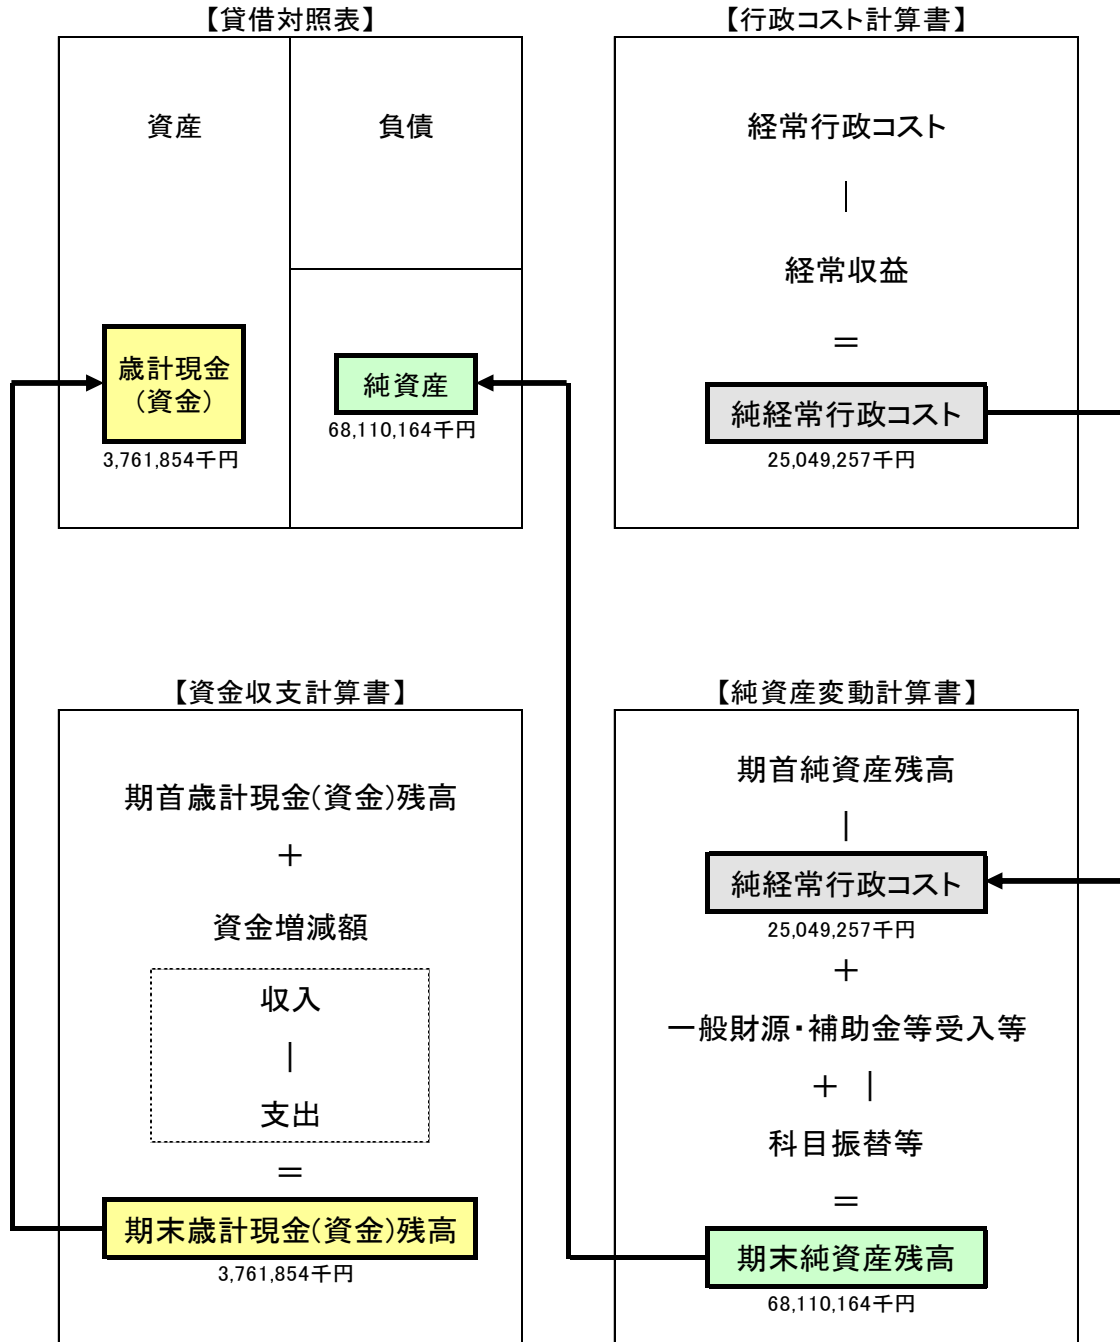 【貸借対照表】
資産
負債
歳計現金
(資金)
3,761,854千円
純資産
68,110,164千円
【行政コスト計算書】
経常行政コスト
|
経常収益
＝
純経常行政コスト
25,049,257千円
【資金収支計算書】
期首歳計現金(資金)残高
＋
資金増減額
収入
|
支出
＝
期末歳計現金(資金)残高
3,761,854千円
【純資産変動計算書】
期首純資産残高
|
純経常行政コスト
25,049,257千円
＋
一般財源・補助金等受入等
＋ |
科目振替等
＝
期末純資産残高
68,110,164千円